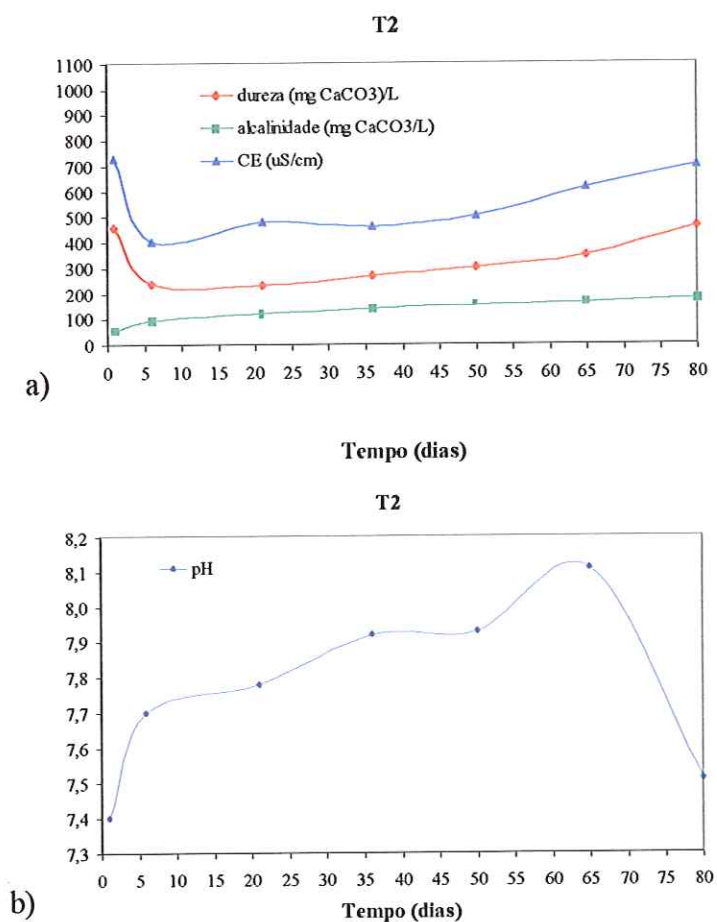 T2
1100
1000
900
800
700
600
500
400
300
200
100
0
dureza (mg CaCO3)/L
alcalinidade (mg CaCO3/L)
CE (uS/cm)
0 5 10 15 20 25 30 35 40 45 50 55 60 65 70 75 80
a)
Tempo (dias)
T2
8,2
8,1
8,0
7,9
7,8
7,7
7,6
7,5
7,4
7,3
pH
0 5 10 15 20 25 30 35 40 45 50 55 60 65 70 75 80
b)
Tempo (dias)